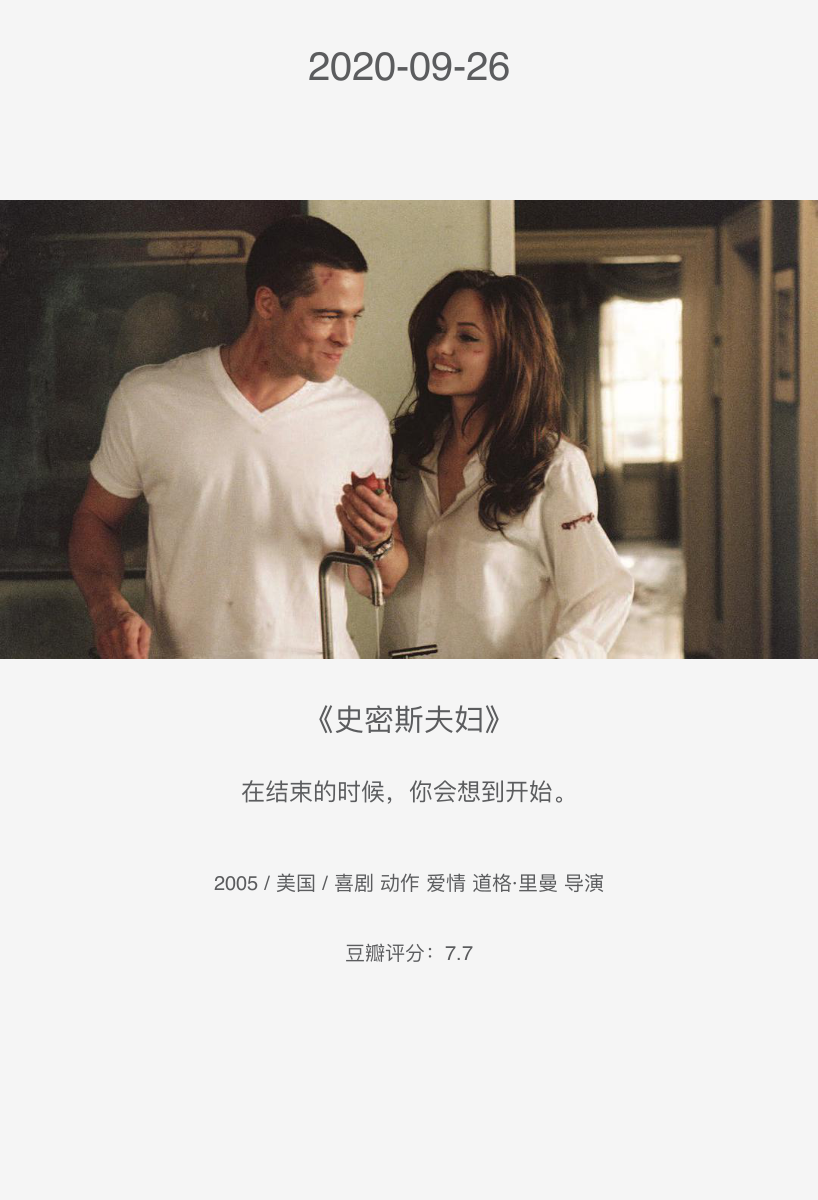 2020-09-26
《史密斯夫妇》
在结束的时候，你会想到开始。
2005 / 美国 / 喜剧 动作 爱情 道格·里曼 导演
豆瓣评分：7.7